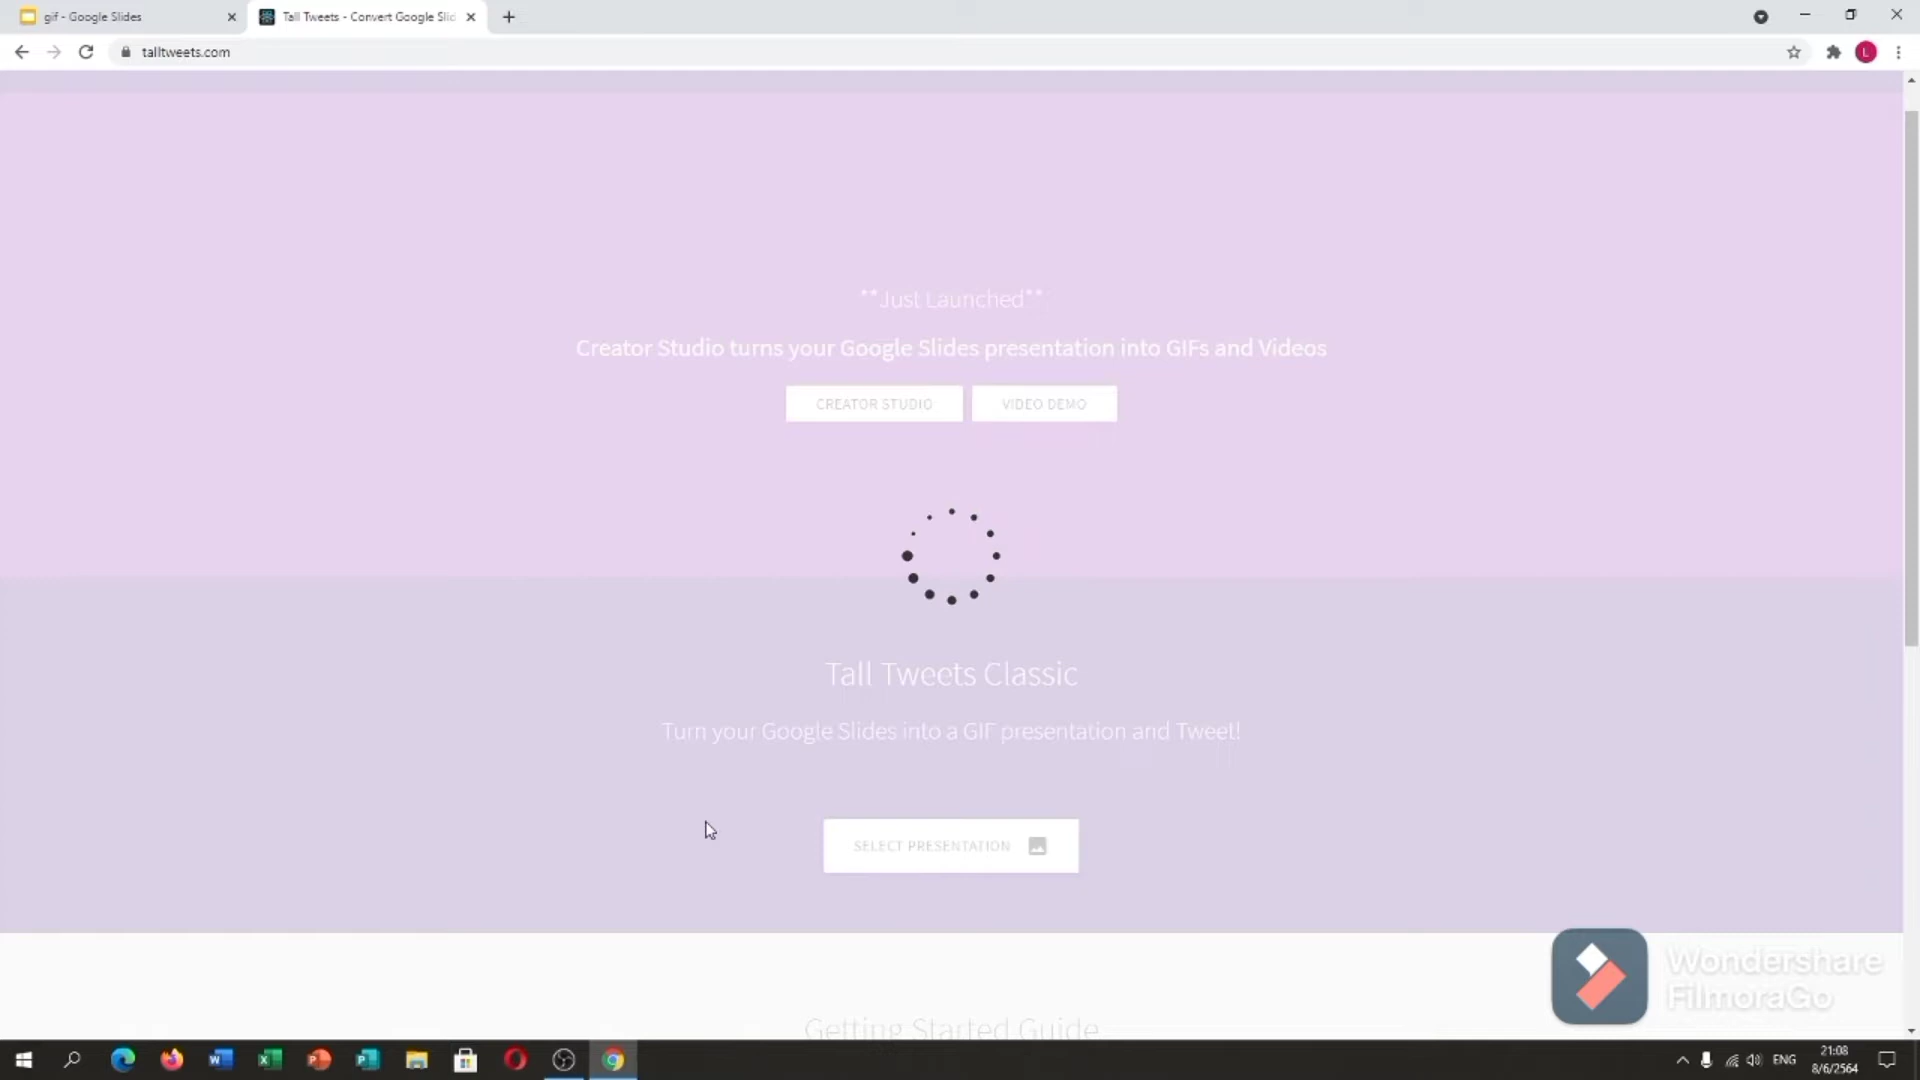 gif - Google Slides
Tall Tweets - Convert Google Slid
talltweets.com
L
**Just Launched**
Creator Studio turns your Google Slides presentation into GIFs and Videos
CREATOR STUDIO
VIDEO DEMO
Tall Tweets Classic
Turn your Google Slides into a GIF presentation and Tweet!
SELECT PRESENTATION
Wondershare
FilmoraGo
Getting Started Guide
ENG
21:08
8/6/2564